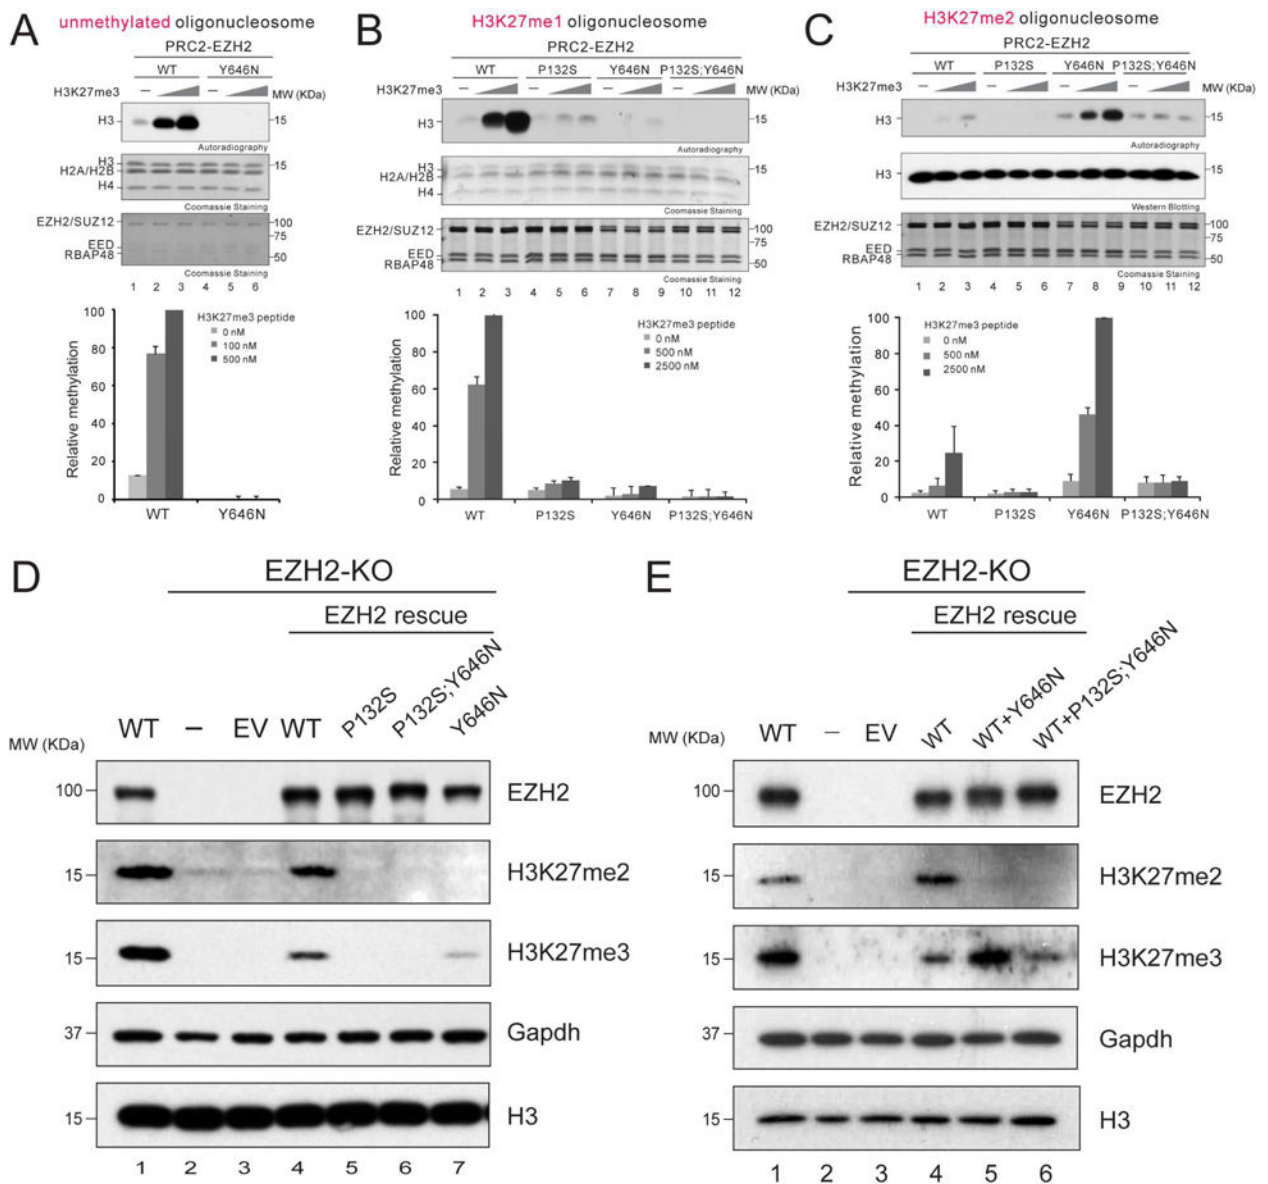 A
unmethylated oligonucleosome
PRC2-EZH2
WT Y646N
H3K27me3 – – MW (KDa)
H3 15
Autoradiography
H3 15
H2A/H2B
H4
Coomassie Staining
EZH2/SUZ12 100
75
EED
RBAP48 50
Coomassie Staining
1 2 3 4 5 6
100
80
60
40
20
0
Relative methylation
H3K27me3 peptide
0 nM
100 nM
500 nM
WT Y646N
B
H3K27me1 oligonucleosome
PRC2-EZH2
WT P132S Y646N P132S;Y646N
H3K27me3 – – – – MW (KDa)
H3 15
Autoradiography
H3 15
H2A/H2B
H4
Coomassie Staining
EZH2/SUZ12 100
75
EED
RBAP48 50
Coomassie Staining
1 2 3 4 5 6 7 8 9 10 11 12
100
80
60
40
20
0
Relative methylation
H3K27me3 peptide
0 nM
500 nM
2500 nM
WT P132S Y646N P132S;Y646N
C
H3K27me2 oligonucleosome
PRC2-EZH2
WT P132S Y646N P132S;Y646N
H3K27me3 – – – – MW (KDa)
H3 15
Autoradiography
H3 15
Western Blotting
EZH2/SUZ12 100
75
EED
RBAP48 50
Coomassie Staining
1 2 3 4 5 6 7 8 9 10 11 12
100
80
60
40
20
0
Relative methylation
H3K27me3 peptide
0 nM
500 nM
2500 nM
WT P132S Y646N P132S;Y646N
D
EZH2-KO
EZH2 rescue
MW (KDa) WT – EV WT P132S P132S;Y646N Y646N
100 EZH2
15 H3K27me2
15 H3K27me3
37 Gapdh
15 H3
1 2 3 4 5 6 7
E
EZH2-KO
EZH2 rescue
MW (KDa) WT – EV WT WT+Y646N WT+P132S;Y646N
100 EZH2
15 H3K27me2
15 H3K27me3
37 Gapdh
15 H3
1 2 3 4 5 6